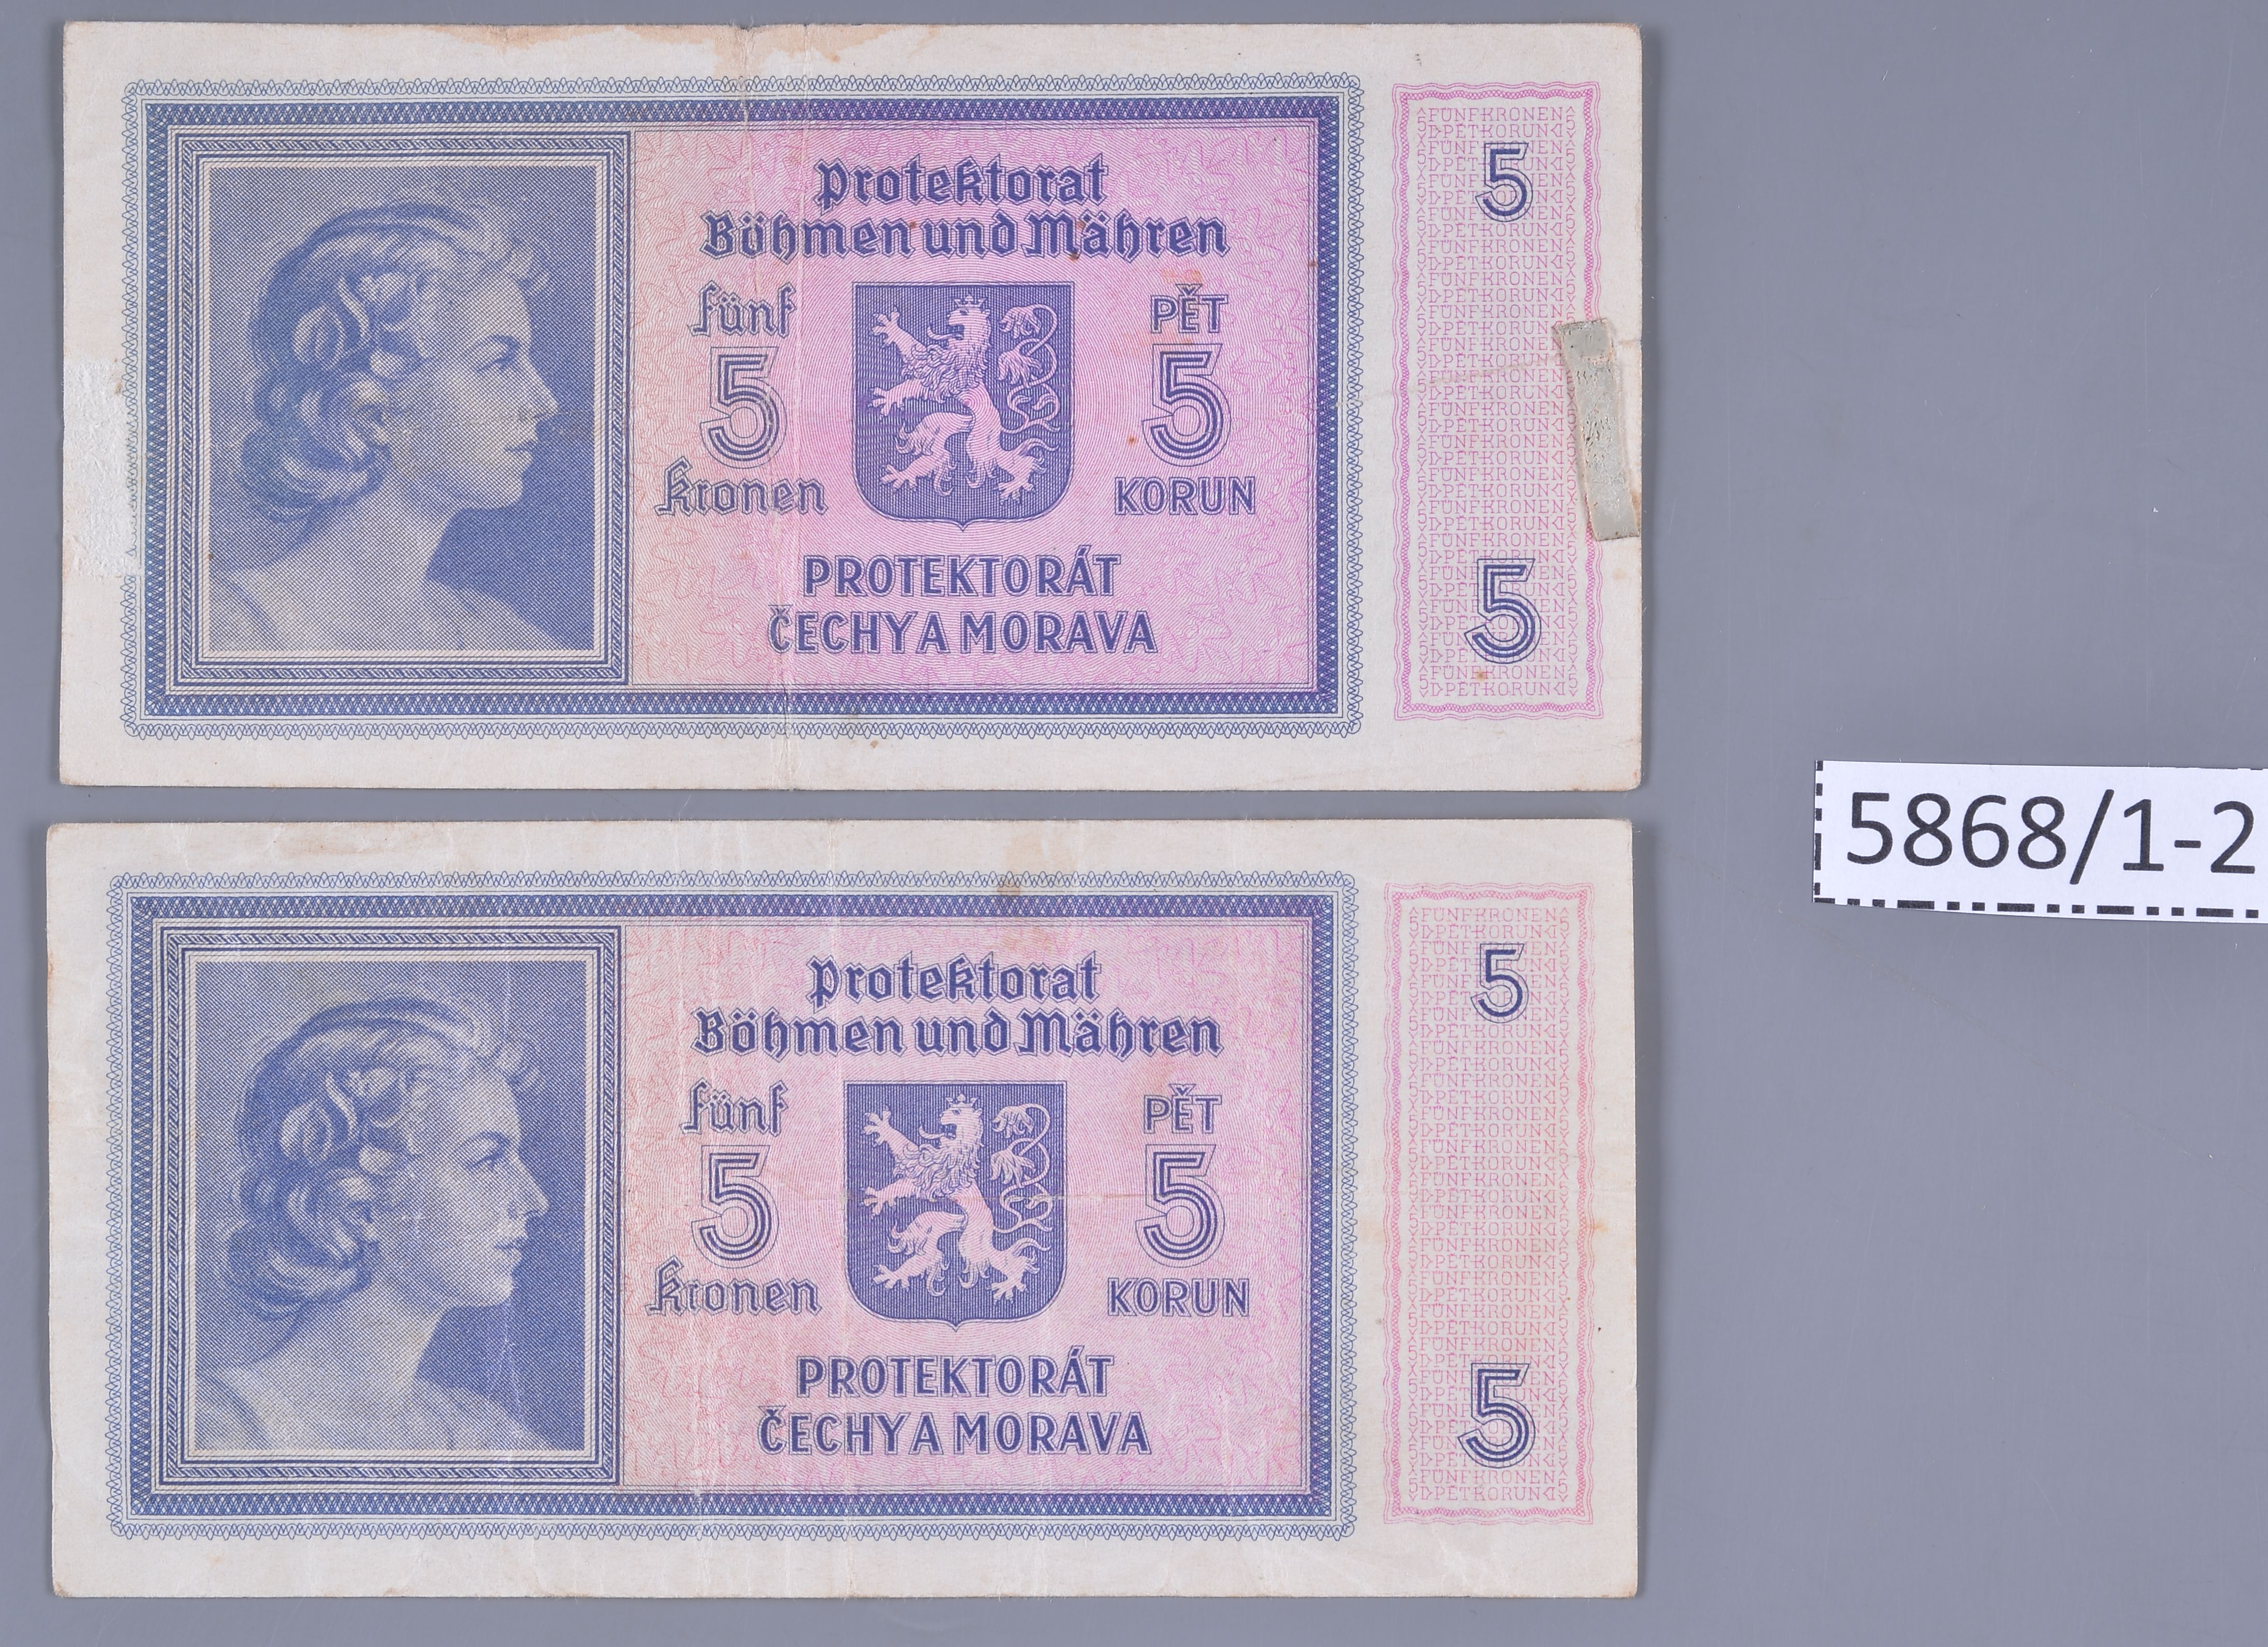 Protektorat
Böhmen und Mähren
fünf
5
kronen
PĚT
5
KORUN
PROTEKTORÁT
ČECHY A MORAVA
5
5
Protektorat
Böhmen und Mähren
fünf
5
kronen
PĚT
5
KORUN
PROTEKTORÁT
ČECHY A MORAVA
5
5
5868/1-2